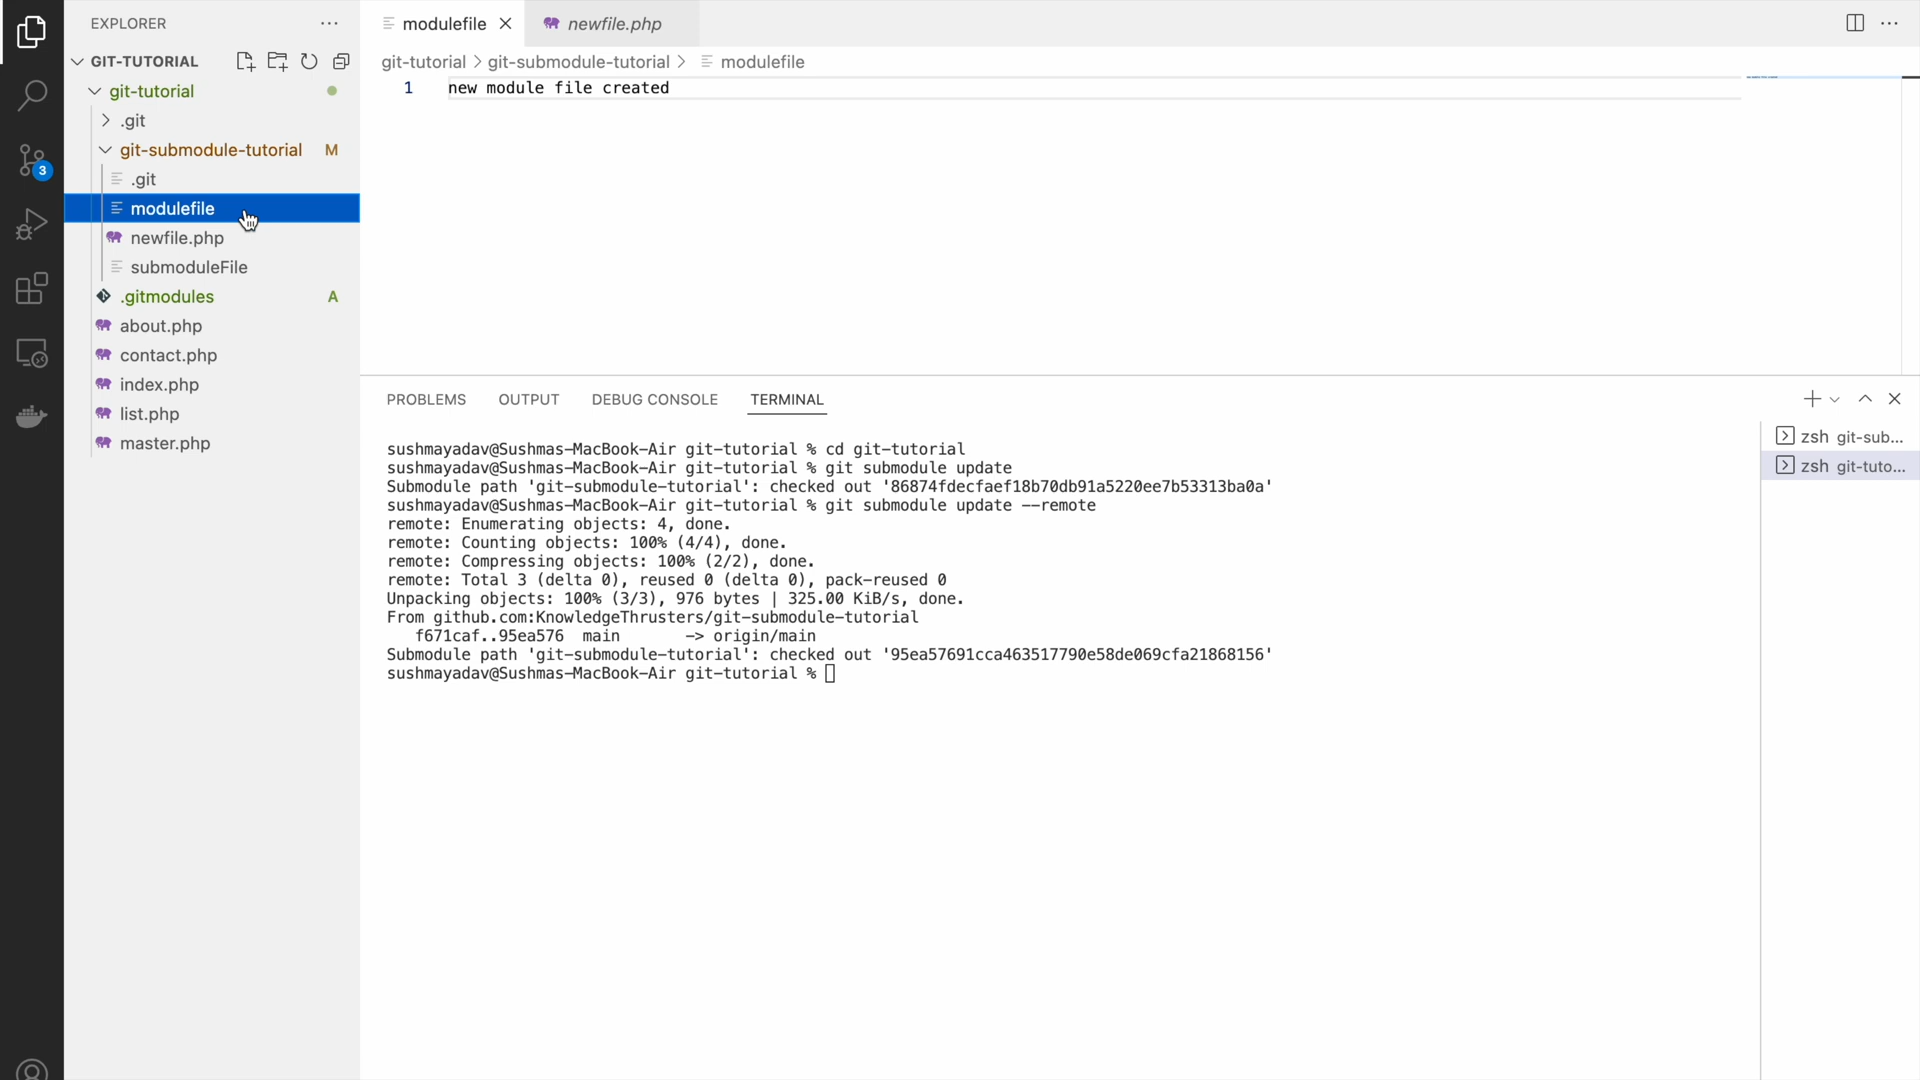 EXPLORER
GIT-TUTORIAL
git-tutorial
.git
git-submodule-tutorial M
.git
modulefile
newfile.php
submoduleFile
.gitmodules A
about.php
contact.php
index.php
list.php
master.php
3
modulefile
newfile.php
git-tutorial > git-submodule-tutorial > modulefile
1 new module file created
PROBLEMS OUTPUT DEBUG CONSOLE TERMINAL
sushmayadav@Sushmas-MacBook-Air git-tutorial % cd git-tutorial
sushmayadav@Sushmas-MacBook-Air git-tutorial % git submodule update
Submodule path 'git-submodule-tutorial': checked out '86874fdecfaef18b70db91a5220ee7b53313ba0a'
sushmayadav@Sushmas-MacBook-Air git-tutorial % git submodule update --remote
remote: Enumerating objects: 4, done.
remote: Counting objects: 100% (4/4), done.
remote: Compressing objects: 100% (2/2), done.
remote: Total 3 (delta 0), reused 0 (delta 0), pack-reused 0
Unpacking objects: 100% (3/3), 976 bytes | 325.00 KiB/s, done.
From github.com:KnowledgeThrusters/git-submodule-tutorial
f671caf..95ea576 main -> origin/main
Submodule path 'git-submodule-tutorial': checked out '95ea57691cca463517790e58de069cfa21868156'
sushmayadav@Sushmas-MacBook-Air git-tutorial %
zsh git-sub...
zsh git-tuto...